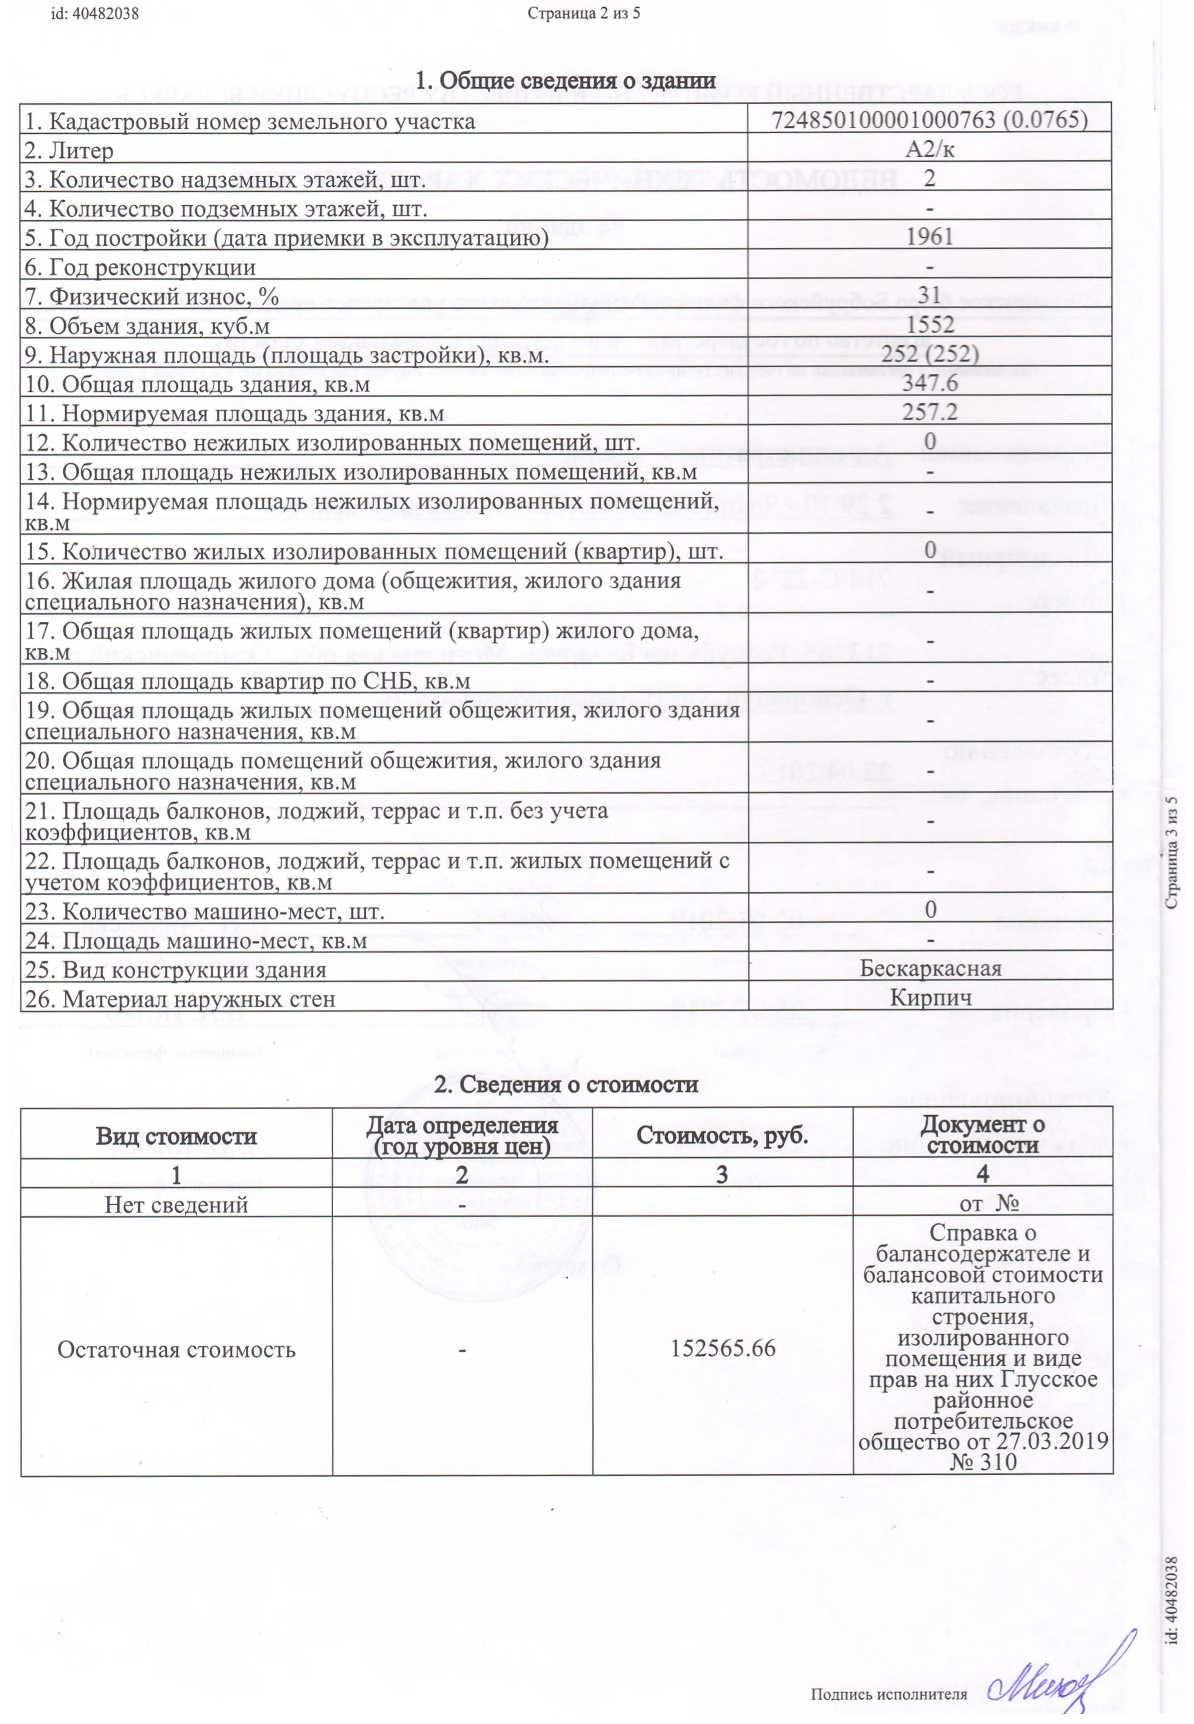 id: 40482038
Страница 2 из 5
1. Общие сведения о здании
1. Кадастровый номер земельного участка 724850100001000763 (0.0765)
2. Литер А2/к
3. Количество надземных этажей, шт. 2
4. Количество подземных этажей, шт. -
5. Год постройки (дата приемки в эксплуатацию) 1961
6. Год реконструкции -
7. Физический износ, % 31
8. Объем здания, куб.м 1552
9. Наружная площадь (площадь застройки), кв.м. 252 (252)
10. Общая площадь здания, кв.м 347.6
11. Нормируемая площадь здания, кв.м 257.2
12. Количество нежилых изолированных помещений, шт. 0
13. Общая площадь нежилых изолированных помещений, кв.м -
14. Нормируемая площадь нежилых изолированных помещений,
кв.м -
15. Количество жилых изолированных помещений (квартир), шт. 0
16. Жилая площадь жилого дома (общежития, жилого здания
специального назначения), кв.м -
17. Общая площадь жилых помещений (квартир) жилого дома,
кв.м -
18. Общая площадь квартир по СНБ, кв.м -
19. Общая площадь жилых помещений общежития, жилого здания
специального назначения, кв.м -
20. Общая площадь помещений общежития, жилого здания
специального назначения, кв.м -
21. Площадь балконов, лоджий, террас и т.п. без учета
коэффициентов, кв.м -
22. Площадь балконов, лоджий, террас и т.п. жилых помещений с
учетом коэффициентов, кв.м -
23. Количество машино-мест, шт. 0
24. Площадь машино-мест, кв.м -
25. Вид конструкции здания Бескаркасная
26. Материал наружных стен Кирпич
2. Сведения о стоимости
Вид стоимости
Дата определения
(год уровня цен)
Стоимость, руб.
Документ о
стоимости
1 2 3 4
Нет сведений - от №
Остаточная стоимость - 152565.66
Справка о
балансодержателе и
балансовой стоимости
капитального
строения,
изолированного
помещения и виде
прав на них Глусское
районное
потребительское
общество от 27.03.2019
№ 310
Подпись исполнителя
Страница 3 из 5
id: 40482038